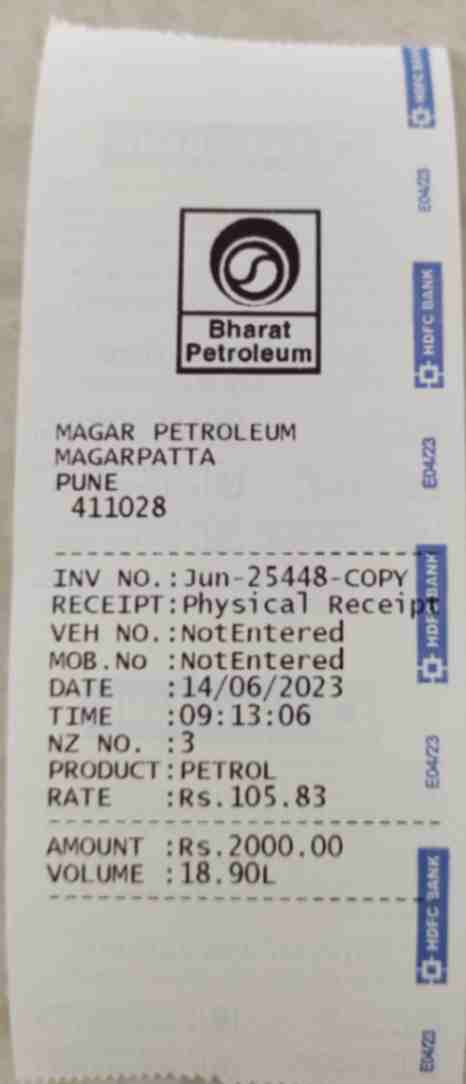 Bharat
Petroleum
MAGAR PETROLEUM
MAGARPATTA
PUNE
411028
INV NO.:Jun-25448-COPY
RECEIPT:Physical Receipt
VEH NO.:NotEntered
MOB.No :NotEntered
DATE :14/06/2023
TIME :09:13:06
NZ NO. :3
PRODUCT:PETROL
RATE :Rs.105.83
AMOUNT :Rs.2000.00
VOLUME :18.90L
HDFC BANK
E04/23
HDFC BANK
E04/23
HDFC BANK
E04/23
HDFC BANK
E04/23